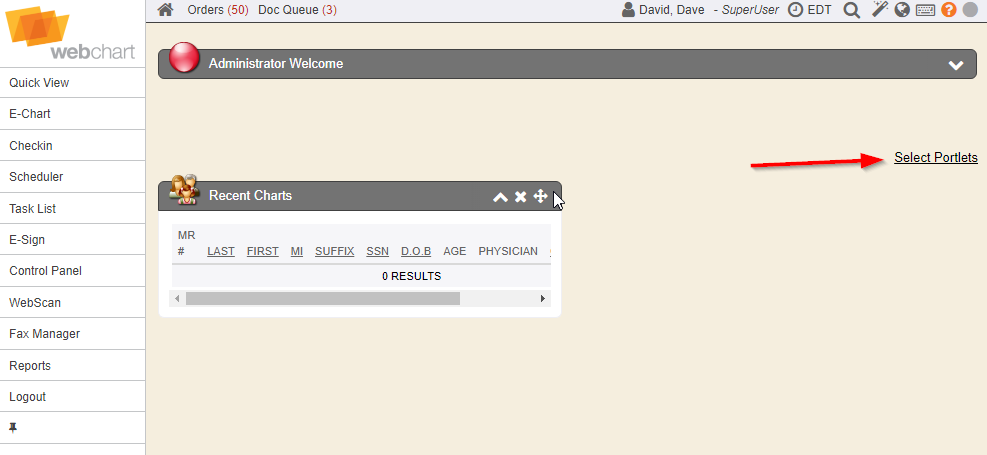 Orders (50) Doc Queue (3) David, Dave - SuperUser EDT ?
webchart
Quick View
E-Chart
Checkin
Scheduler
Task List
E-Sign
Control Panel
WebScan
Fax Manager
Reports
Logout
Administrator Welcome
Select Portlets
Recent Charts
MR
# LAST FIRST MI SUFFIX SSN D.O.B AGE PHYSICIAN
0 RESULTS